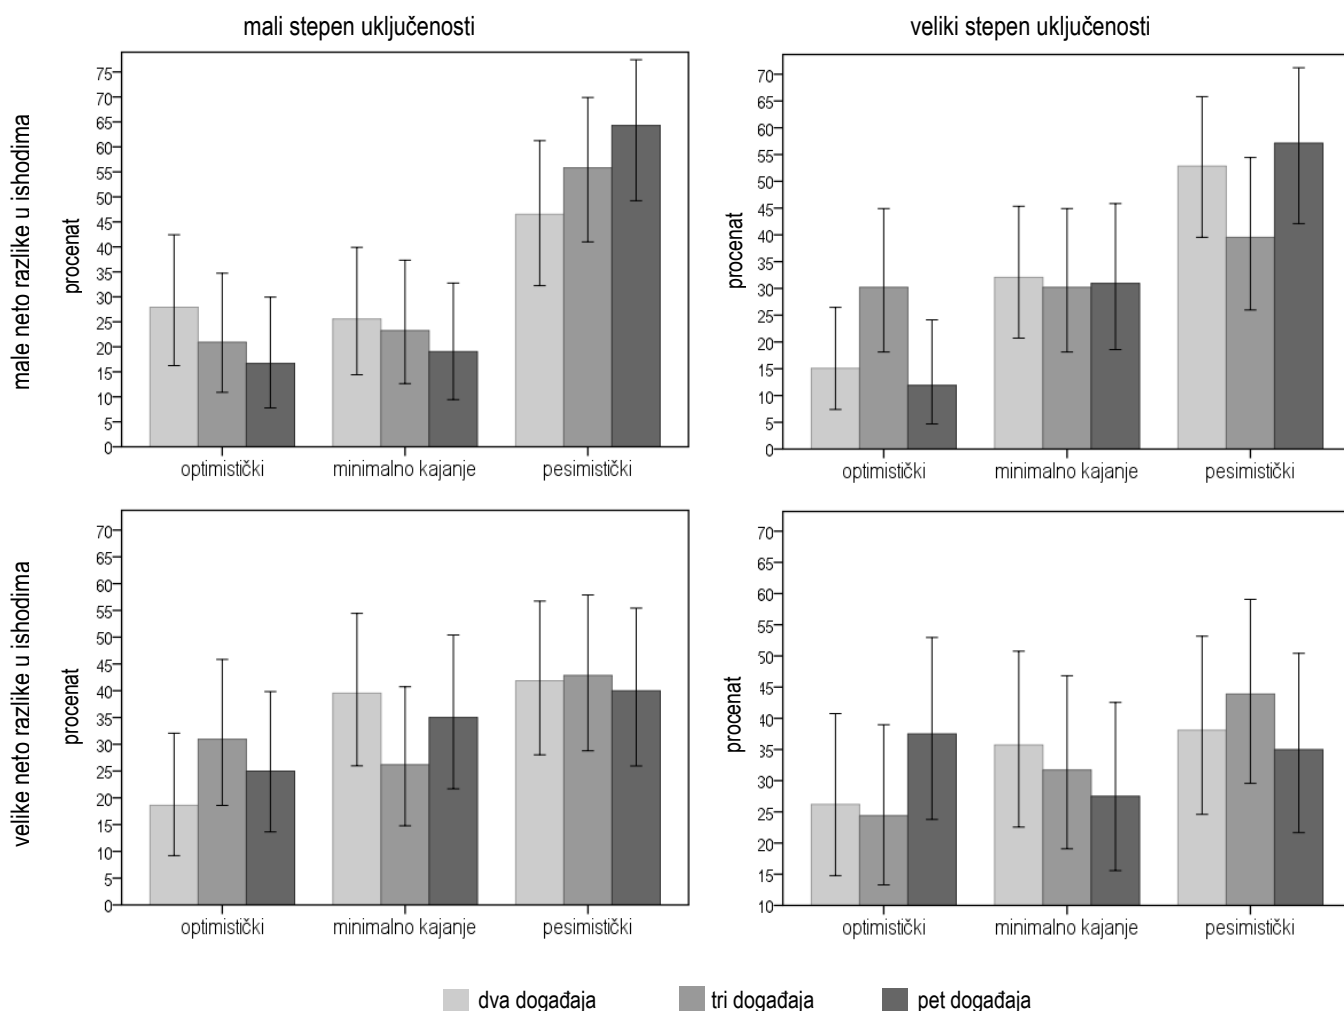 mali stepen uključenosti
veliki stepen uključenosti
male neto razlike u ishodima
procenat
75
70
65
60
55
50
45
40
35
30
25
20
15
10
5
0
optimistički
minimalno kajanje
pesimistički
procenat
70
65
60
55
50
45
40
35
30
25
20
15
10
5
0
optimistički
minimalno kajanje
pesimistički
velike neto razlike u ishodima
procenat
70
65
60
55
50
45
40
35
30
25
20
15
10
5
0
optimistički
minimalno kajanje
pesimistički
procenat
70
65
60
55
50
45
40
35
30
25
20
15
10
optimistički
minimalno kajanje
pesimistički
dva događaja
tri događaja
pet događaja